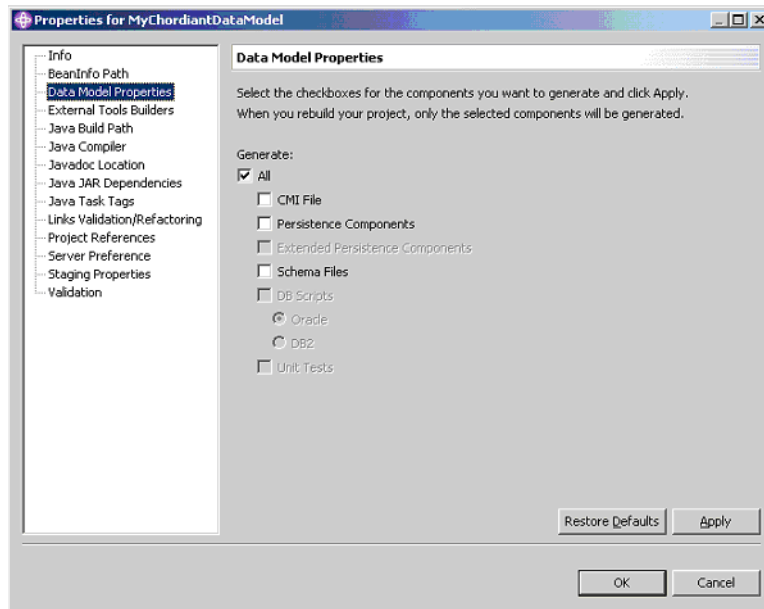 Properties for MyChordiantDataModel
Info
BeanInfo Path
Data Model Properties
External Tools Builders
Java Build Path
Java Compiler
Javadoc Location
Java JAR Dependencies
Java Task Tags
Links Validation/Refactoring
Project References
Server Preference
Staging Properties
Validation
Data Model Properties
Select the checkboxes for the components you want to generate and click Apply.
When you rebuild your project, only the selected components will be generated.
Generate:
All
CMI File
Persistence Components
Extended Persistence Components
Schema Files
DB Scripts
Oracle
DB2
Unit Tests
Restore Defaults
Apply
OK
Cancel